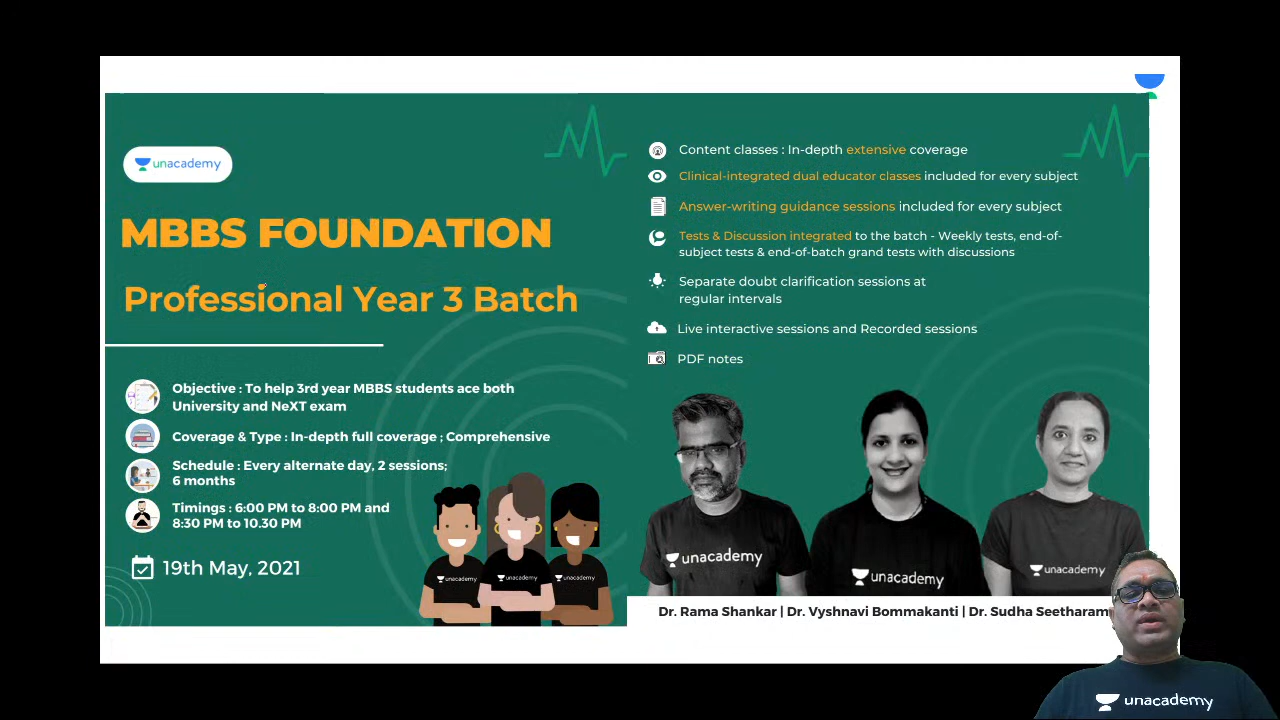 unacademy
MBBS FOUNDATION
Professional Year 3 Batch
Objective : To help 3rd year MBBS students ace both
University and NeXT exam
Coverage & Type : In-depth full coverage ; Comprehensive
Schedule : Every alternate day, 2 sessions;
6 months
Timings : 6:00 PM to 8:00 PM and
8:30 PM to 10.30 PM
19th May, 2021
unacademy
unacademy
unacademy
Content classes : In-depth extensive coverage
Clinical-integrated dual educator classes included for every subject
Answer-writing guidance sessions included for every subject
Tests & Discussion integrated to the batch - Weekly tests, end-of-
subject tests & end-of-batch grand tests with discussions
Separate doubt clarification sessions at
regular intervals
Live interactive sessions and Recorded sessions
PDF notes
unacademy
unacademy
unacademy
Dr. Rama Shankar | Dr. Vyshnavi Bommakanti | Dr. Sudha Seetharam
unacademy